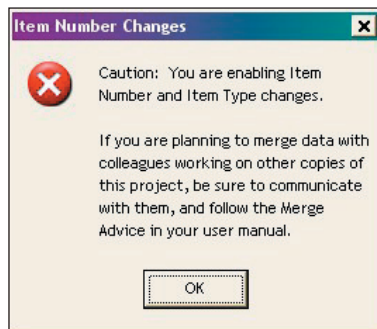 Item Number Changes
Caution: You are enabling Item
Number and Item Type changes.
If you are planning to merge data with
colleagues working on other copies of
this project, be sure to communicate
with them, and follow the Merge
Advice in your user manual.
OK